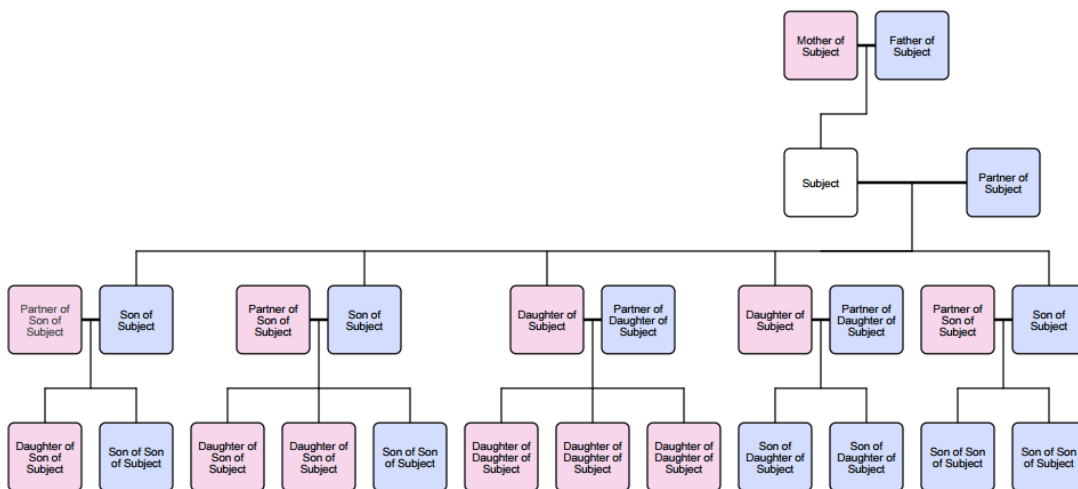 Mother of
Subject
Father of
Subject
Subject
Partner of
Subject
Partner of
Son of
Subject
Son of
Subject
Partner of
Son of
Subject
Son of
Subject
Daughter of
Subject
Partner of
Daughter of
Subject
Daughter of
Subject
Partner of
Daughter of
Subject
Partner of
Son of
Subject
Son of
Subject
Daughter of
Son of
Subject
Son of Son
of Subject
Daughter of
Son of
Subject
Daughter of
Son of
Subject
Son of Son
of Subject
Daughter of
Daughter of
Subject
Daughter of
Daughter of
Subject
Daughter of
Daughter of
Subject
Son of
Daughter of
Subject
Son of
Daughter of
Subject
Son of Son
of Subject
Son of Son
of Subject